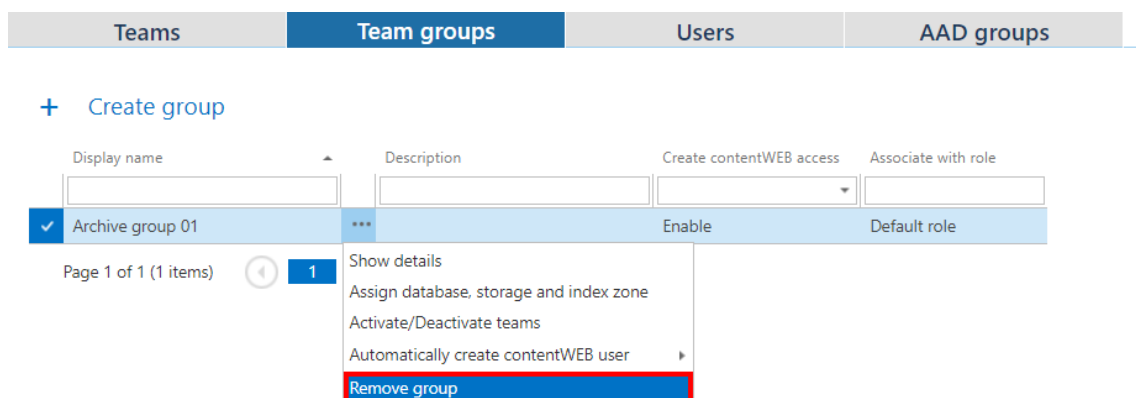 Teams Team groups Users AAD groups
+ Create group
Display name Description Create contentWEB access Associate with role
Archive group 01 ••• Enable Default role
Page 1 of 1 (1 items) 1
Show details
Assign database, storage and index zone
Activate/Deactivate teams
Automatically create contentWEB user
Remove group